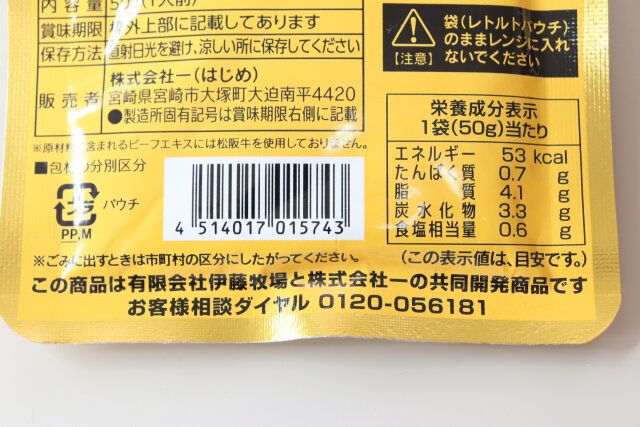 内容量 50g(1人前)
賞味期限 枠外上部に記載してあります
保存方法 直射日光を避け、涼しい所に保存してください
販売者 株式会社一(はじめ)
宮崎県宮崎市大塚町大迫南平4420
●製造所固有記号は賞味期限右側に記載
※原材料に含まれるビーフエキスには松阪牛を使用しておりません。
■包材の分別区分
プラ パウチ
PP,M
4 514017 015743
※ごみに出すときは市町村の区分にしたがってください。
【注意】
袋(レトルトパウチ)
のままレンジに入れ
ないでください
栄養成分表示
1袋(50g)当たり
エネルギー 53 kcal
たんぱく質 0.7 g
脂質 4.1 g
炭水化物 3.3 g
食塩相当量 0.6 g
(この表示値は、目安です。)
この商品は有限会社伊藤牧場と株式会社一の共同開発商品です
お客様相談ダイヤル 0120-056181